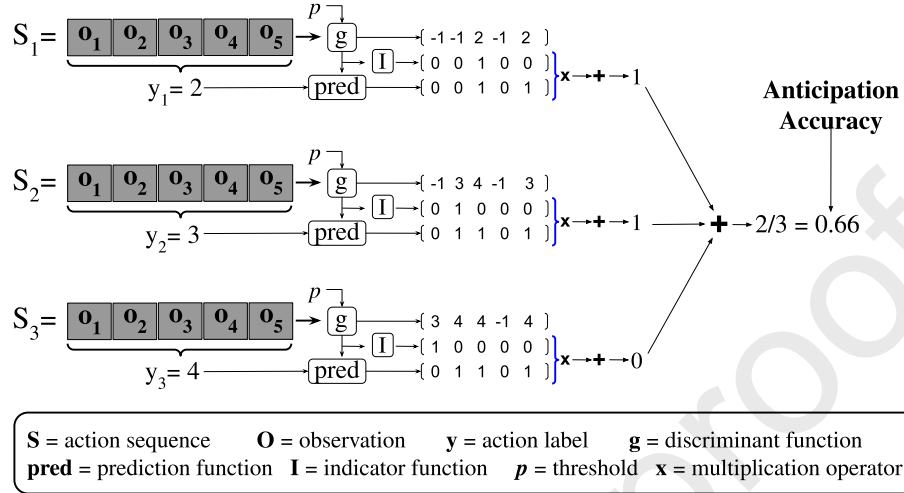 p
S1= o1 o2 o3 o4 o5 g -1 -1 2 -1 2
I 0 0 1 0 0
y1= 2 pred 0 0 1 0 1 x + 1
Anticipation
Accuracy
p
S2= o1 o2 o3 o4 o5 g -1 3 4 -1 3
I 0 1 0 0 0
y2= 3 pred 0 1 1 0 1 x + 1
+ 2/3 = 0.66
p
S3= o1 o2 o3 o4 o5 g 3 4 4 -1 4
I 1 0 0 0 0
y3= 4 pred 0 1 1 0 1 x + 0
S = action sequence O = observation y = action label g = discriminant function
pred = prediction function I = indicator function p = threshold x = multiplication operator
proof